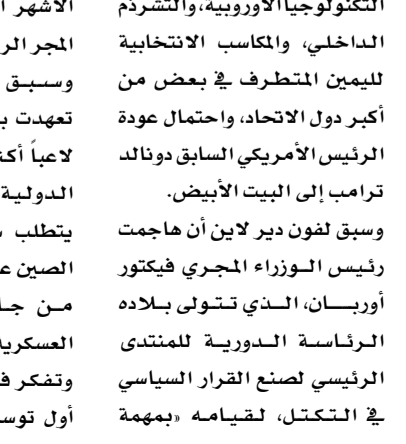 التكنولوجيا الأوروبية، والتشرذم
الداخلي، والمكاسب الانتخابية
لليمين المتطرف في بعض من
أكبر دول الاتحاد، واحتمال عودة
الرئيس الأمريكي السابق دونالد
ترامب إلى البيت الأبيض.
وسبق لفون دير لاين أن هاجمت
رئيس الوزراء المجري فيكتور
أوربان، الذي تتولى بلاده
الرئاسة الدورية للمنتدى
الرئيسي لصنع القرار السياسي
في التكتل، لقيامه «بمهمة
الأشهر
المجر
وسبق
تعهدت
لاعباً
الدولية
يتطلب
الصين
من
العسكرية
وتفكر
أول